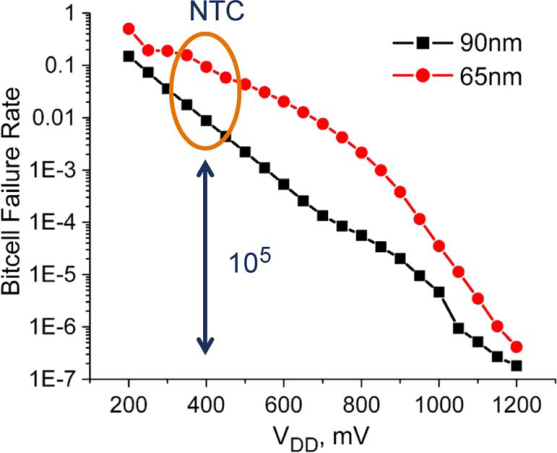 NTC
1
0.1
0.01
1E-3
1E-4
1E-5
1E-6
1E-7
Bitcell Failure Rate
90nm
65nm
10⁵
200 400 600 800 1000 1200
V_DD, mV